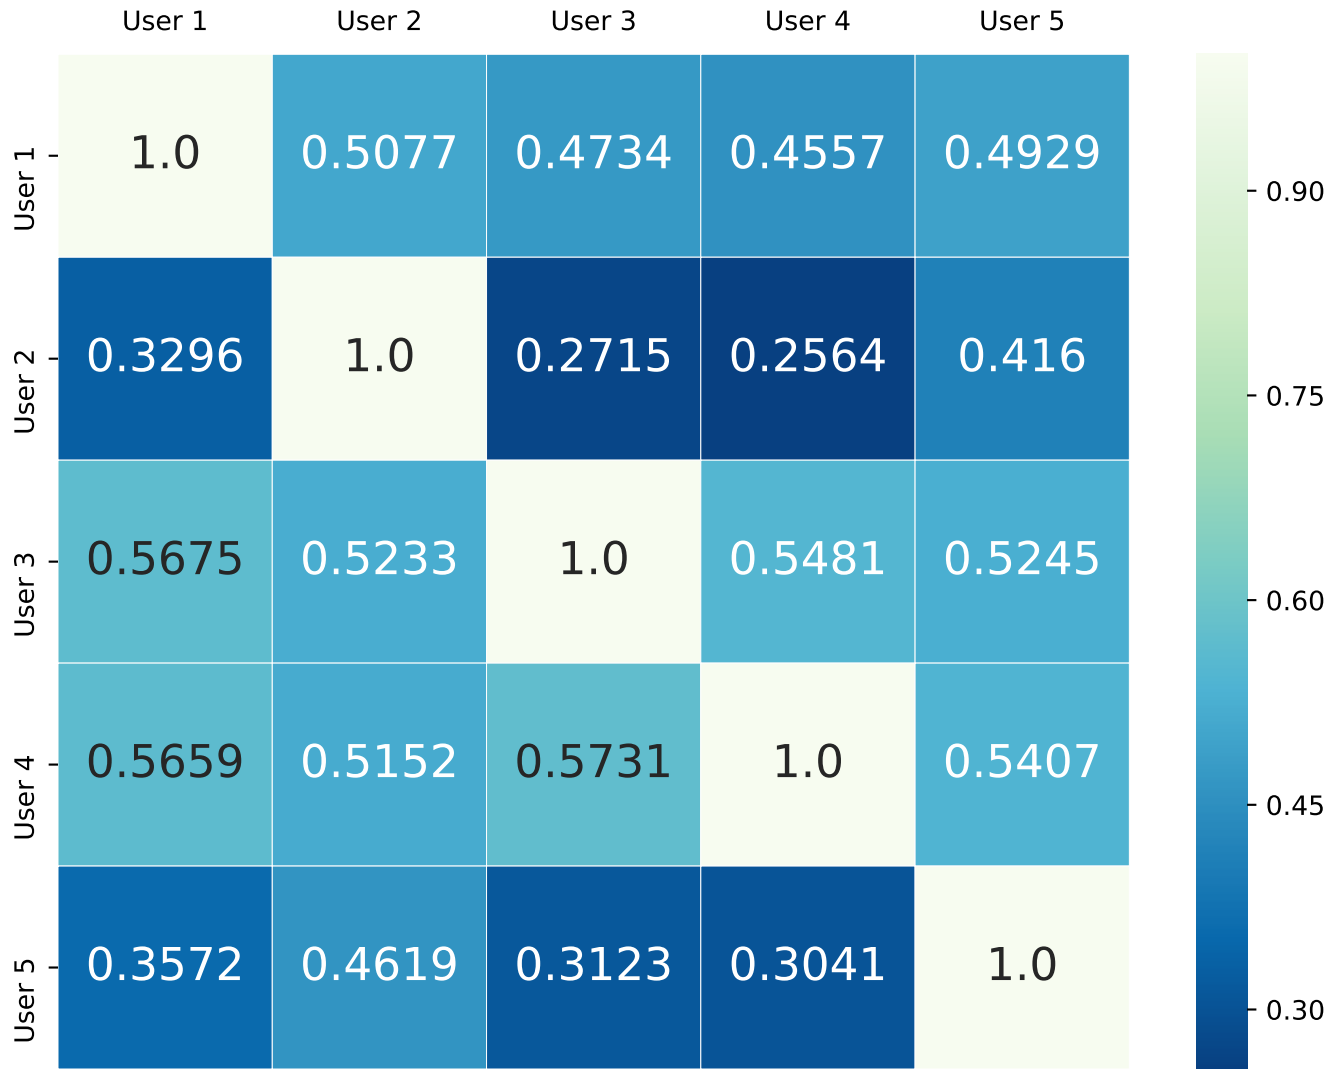 User 1 User 2 User 3 User 4 User 5
User 1 1.0 0.5077 0.4734 0.4557 0.4929
0.90
User 2 0.3296 1.0 0.2715 0.2564 0.416
0.75
User 3 0.5675 0.5233 1.0 0.5481 0.5245
0.60
User 4 0.5659 0.5152 0.5731 1.0 0.5407
0.45
User 5 0.3572 0.4619 0.3123 0.3041 1.0
0.30